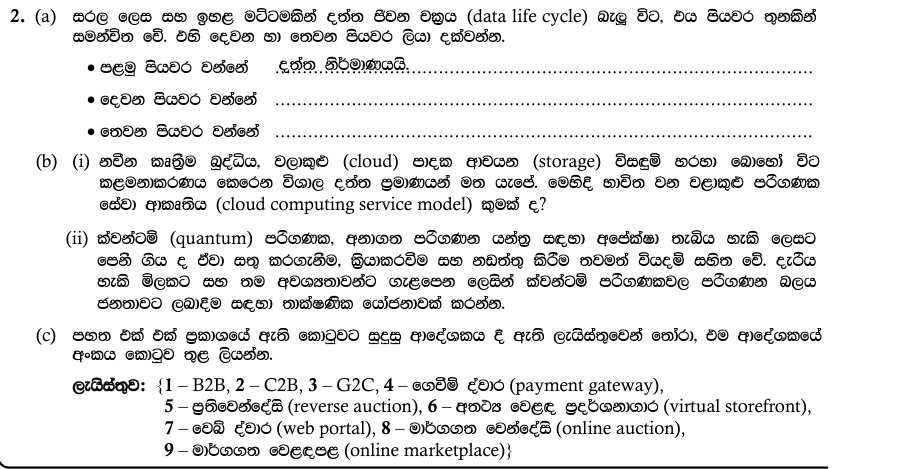 2. (a) සරල ලෙස සහ ඉහළ මට්ටමකින් දත්ත ජීවන චක්‍රය (data life cycle) බැලූ විට, එය පියවර තුනකින්
සමන්විත වේ. එහි දෙවන හා තෙවන පියවර ලියා දක්වන්න.
• පළමු පියවර වන්නේ දත්ත නිර්මාණයයි.
• දෙවන පියවර වන්නේ ....................
• තෙවන පියවර වන්නේ ....................
(b) (i) නවීන කෘත්‍රීම බුද්ධිය, වලාකුළු (cloud) පාදක ආචයන (storage) විසඳුම් හරහා බොහෝ විට
කළමනාකරණය කෙරෙන විශාල දත්ත ප්‍රමාණයන් මත යැපේ. මෙහිදී භාවිත වන වළාකුළු පරිගණක
සේවා ආකෘතිය (cloud computing service model) කුමක් ද?
(ii) ක්වන්ටම් (quantum) පරිගණක, අනාගත පරිගණන යන්ත්‍ර සඳහා අපේක්ෂා තැබිය හැකි ලෙසට
පෙනී ගිය ද ඒවා සතු කරගැනීම, ක්‍රියාකරවීම සහ නඩත්තු කිරීම තවමත් වියදම් සහිත වේ. දැරිය
හැකි මිලකට සහ තම අවශ්‍යතාවන්ට ගැළපෙන ලෙසින් ක්වන්ටම් පරිගණකවල පරිගණන බලය
ජනතාවට ලබාදීම සඳහා තාක්ෂණික යෝජනාවක් කරන්න.
(c) පහත එක් එක් ප්‍රකාශයේ ඇති කොටුවට සුදුසු ආදේශකය දී ඇති ලැයිස්තුවෙන් තෝරා, එම ආදේශකයේ
අංකය කොටුව තුළ ලියන්න.
ලැයිස්තුව: {1 – B2B, 2 – C2B, 3 – G2C, 4 – ගෙවීම් ද්වාර (payment gateway),
5 – ප්‍රතිවෙන්දේසි (reverse auction), 6 – අතථ්‍ය වෙළඳ ප්‍රදර්ශනාගාර (virtual storefront),
7 – වෙබ් ද්වාර (web portal), 8 – මාර්ගගත වෙන්දේසි (online auction),
9 – මාර්ගගත වෙළඳපළ (online marketplace)}